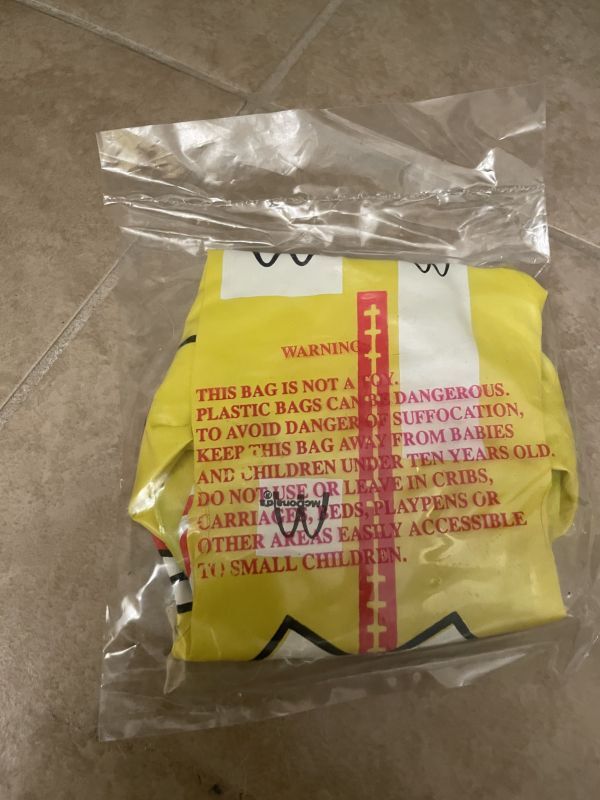 WARNING
THIS BAG IS NOT A TOY.
PLASTIC BAGS CAN BE DANGEROUS.
TO AVOID DANGER OF SUFFOCATION,
KEEP THIS BAG AWAY FROM BABIES
AND CHILDREN UNDER TEN YEARS OLD.
DO NOT USE OR LEAVE IN CRIBS,
CARRIAGES, BEDS, PLAYPENS OR
OTHER AREAS EASILY ACCESSIBLE
TO SMALL CHILDREN.
McDonald's®